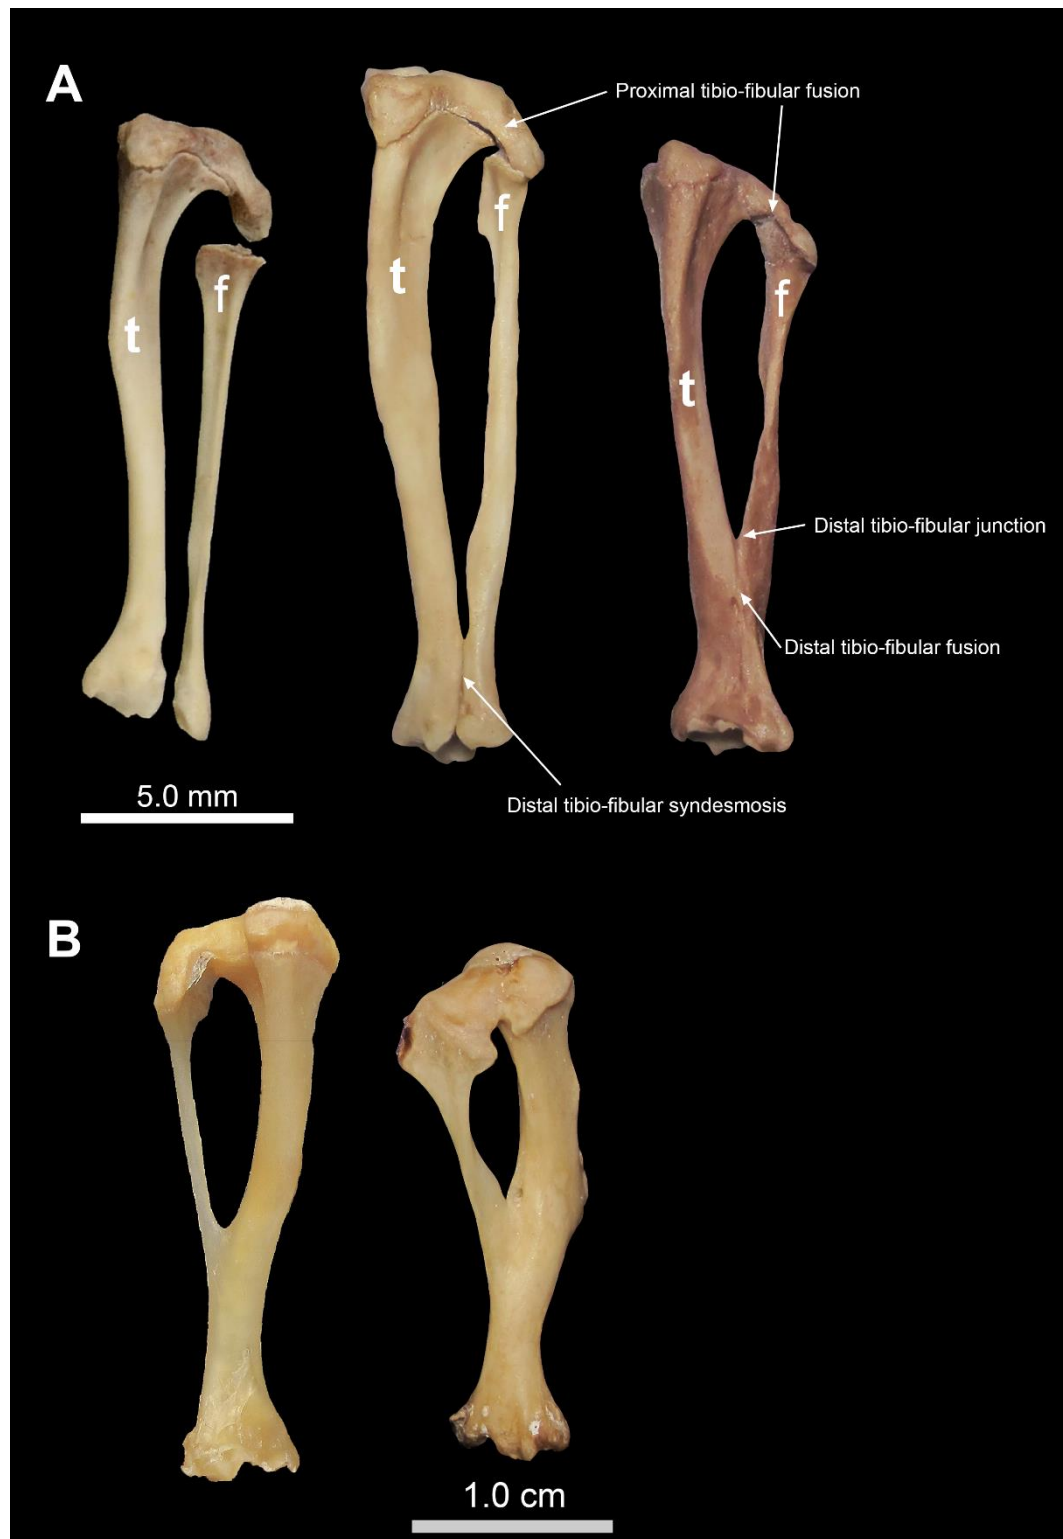 A
Proximal tibio-fibular fusion
f
f
t
f
t
t
Distal tibio-fibular junction
Distal tibio-fibular fusion
5.0 mm
Distal tibio-fibular syndesmosis
B
1.0 cm